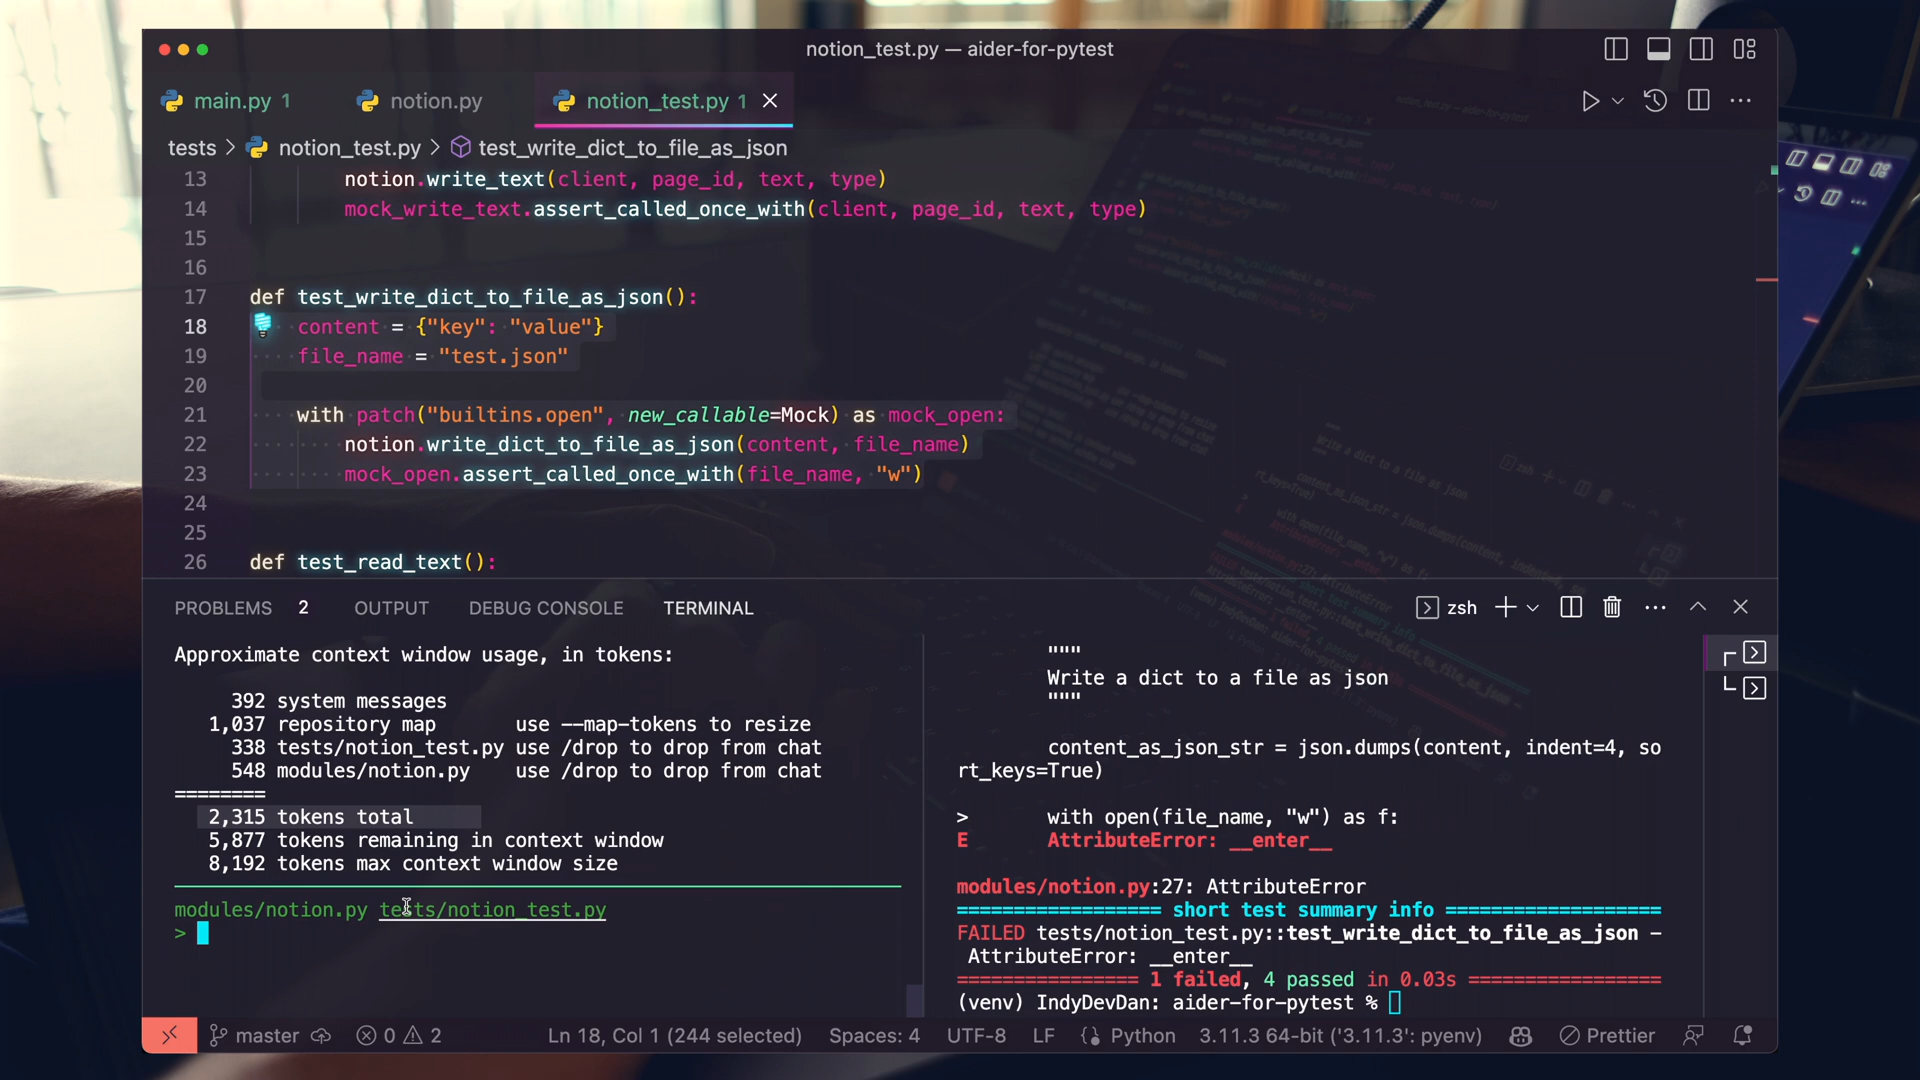 notion_test.py — aider-for-pytest
main.py 1
notion.py
notion_test.py 1
tests > notion_test.py > test_write_dict_to_file_as_json
13 notion.write_text(client, page_id, text, type)
14 mock_write_text.assert_called_once_with(client, page_id, text, type)
15
16
17 def test_write_dict_to_file_as_json():
18 content = {"key": "value"}
19 file_name = "test.json"
20
21 with patch("builtins.open", new_callable=Mock) as mock_open:
22 notion.write_dict_to_file_as_json(content, file_name)
23 mock_open.assert_called_once_with(file_name, "w")
24
25
26 def test_read_text():
PROBLEMS 2 OUTPUT DEBUG CONSOLE TERMINAL
zsh
Approximate context window usage, in tokens:
392 system messages
1,037 repository map use --map-tokens to resize
338 tests/notion_test.py use /drop to drop from chat
548 modules/notion.py use /drop to drop from chat
========
2,315 tokens total
5,877 tokens remaining in context window
8,192 tokens max context window size
modules/notion.py tests/notion_test.py
>
"""
Write a dict to a file as json
"""
content_as_json_str = json.dumps(content, indent=4, so
rt_keys=True)
> with open(file_name, "w") as f:
E AttributeError: __enter__
modules/notion.py:27: AttributeError
================== short test summary info ===================
FAILED tests/notion_test.py::test_write_dict_to_file_as_json -
AttributeError: __enter__
================ 1 failed, 4 passed in 0.03s =================
(venv) IndyDevDan: aider-for-pytest %
master 0 2 Ln 18, Col 1 (244 selected) Spaces: 4 UTF-8 LF Python 3.11.3 64-bit ('3.11.3': pyenv) Prettier